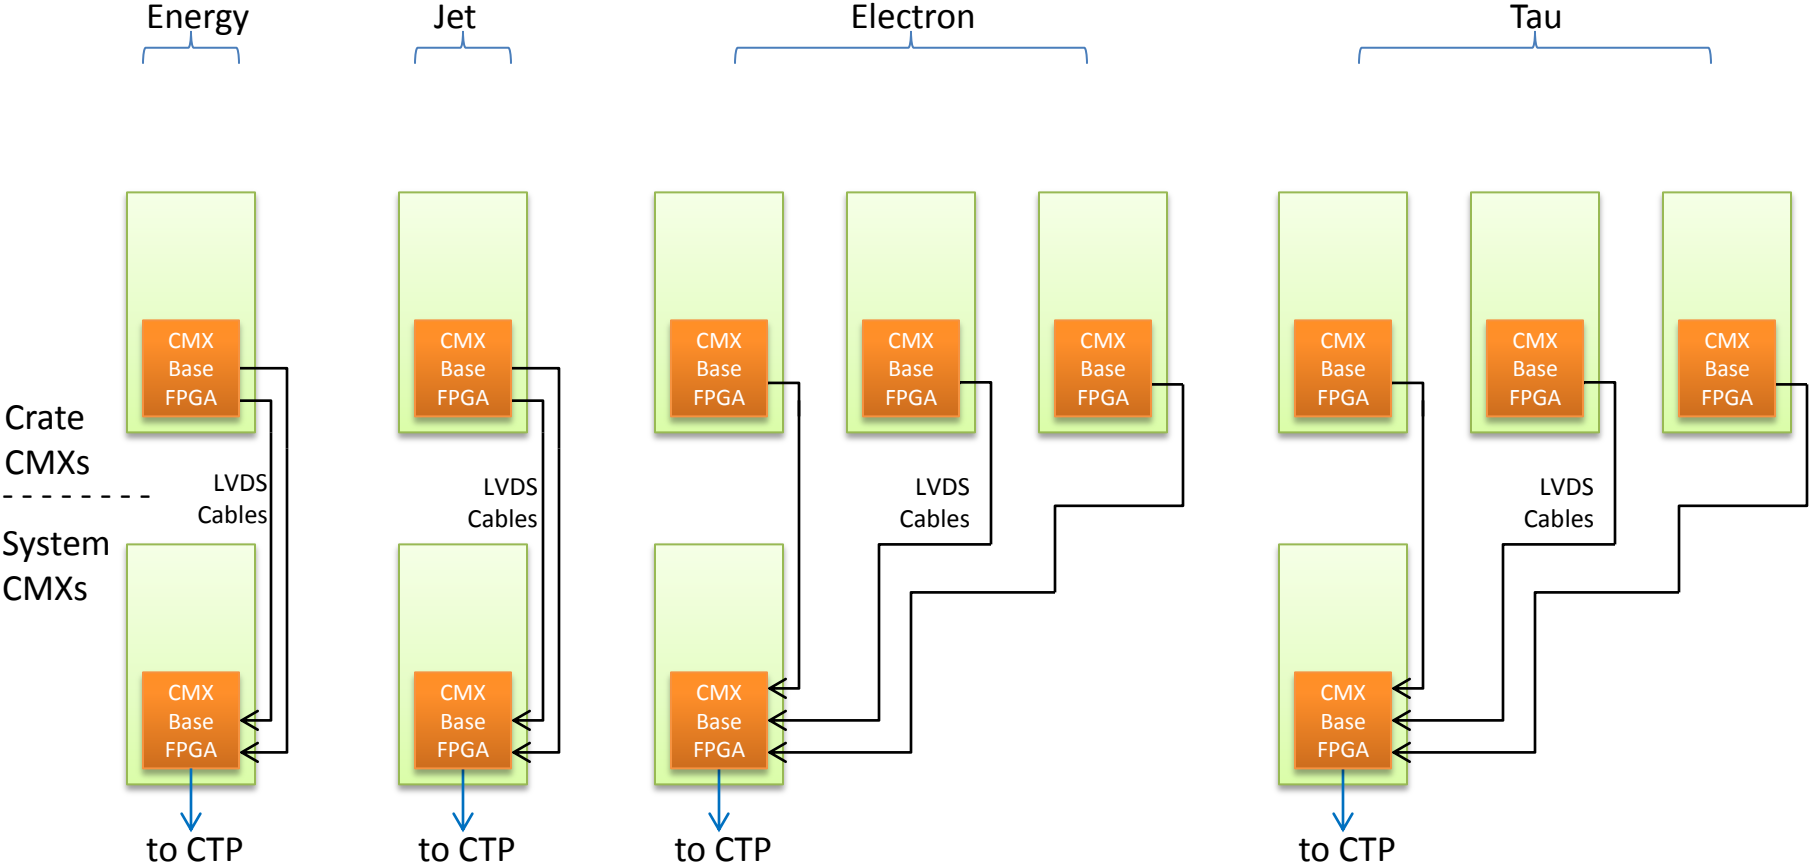 Energy
Jet
Electron
Tau
CMX
Base
FPGA
CMX
Base
FPGA
CMX
Base
FPGA
CMX
Base
FPGA
CMX
Base
FPGA
CMX
Base
FPGA
CMX
Base
FPGA
CMX
Base
FPGA
Crate
CMXs
LVDS
Cables
LVDS
Cables
LVDS
Cables
LVDS
Cables
System
CMXs
CMX
Base
FPGA
CMX
Base
FPGA
CMX
Base
FPGA
CMX
Base
FPGA
to CTP
to CTP
to CTP
to CTP